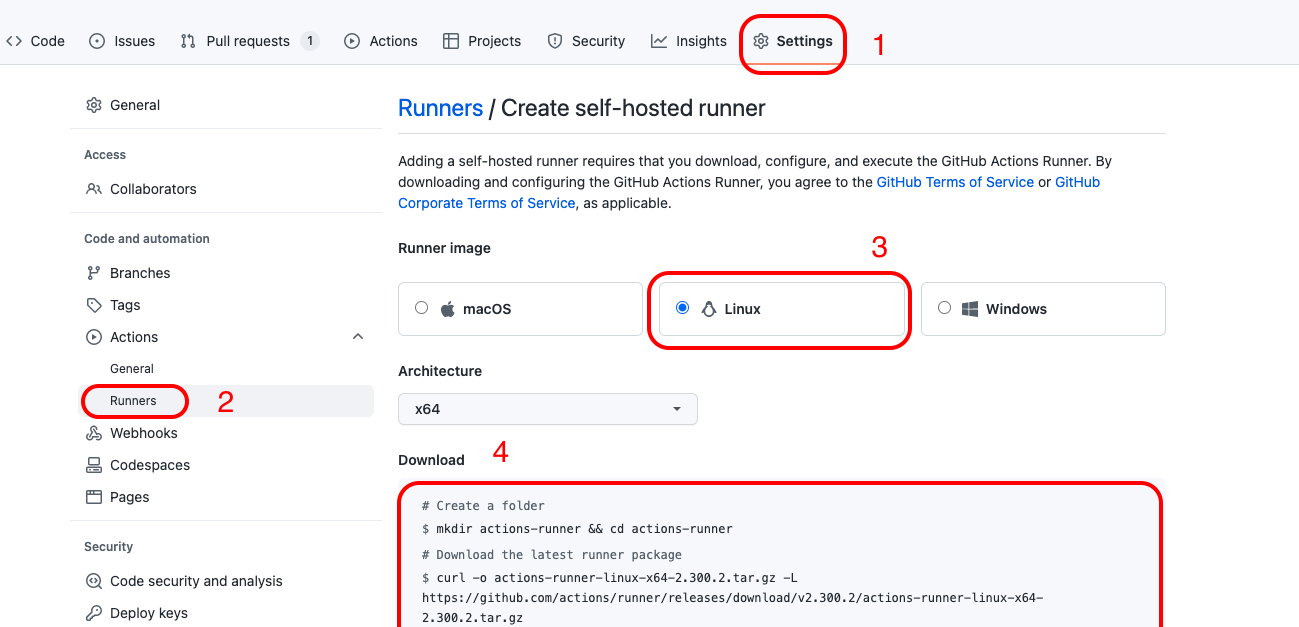 Code Issues Pull requests 1 Actions Projects Security Insights Settings 1
General
Access
Collaborators
Code and automation
Branches
Tags
Actions
General
Runners 2
Webhooks
Codespaces
Pages
Security
Code security and analysis
Deploy keys
Runners / Create self-hosted runner
Adding a self-hosted runner requires that you download, configure, and execute the GitHub Actions Runner. By
downloading and configuring the GitHub Actions Runner, you agree to the GitHub Terms of Service or GitHub
Corporate Terms of Service, as applicable.
Runner image 3
macOS Linux Windows
Architecture
x64
Download 4
# Create a folder
$ mkdir actions-runner && cd actions-runner
# Download the latest runner package
$ curl -o actions-runner-linux-x64-2.300.2.tar.gz -L
https://github.com/actions/runner/releases/download/v2.300.2/actions-runner-linux-x64-
2.300.2.tar.gz